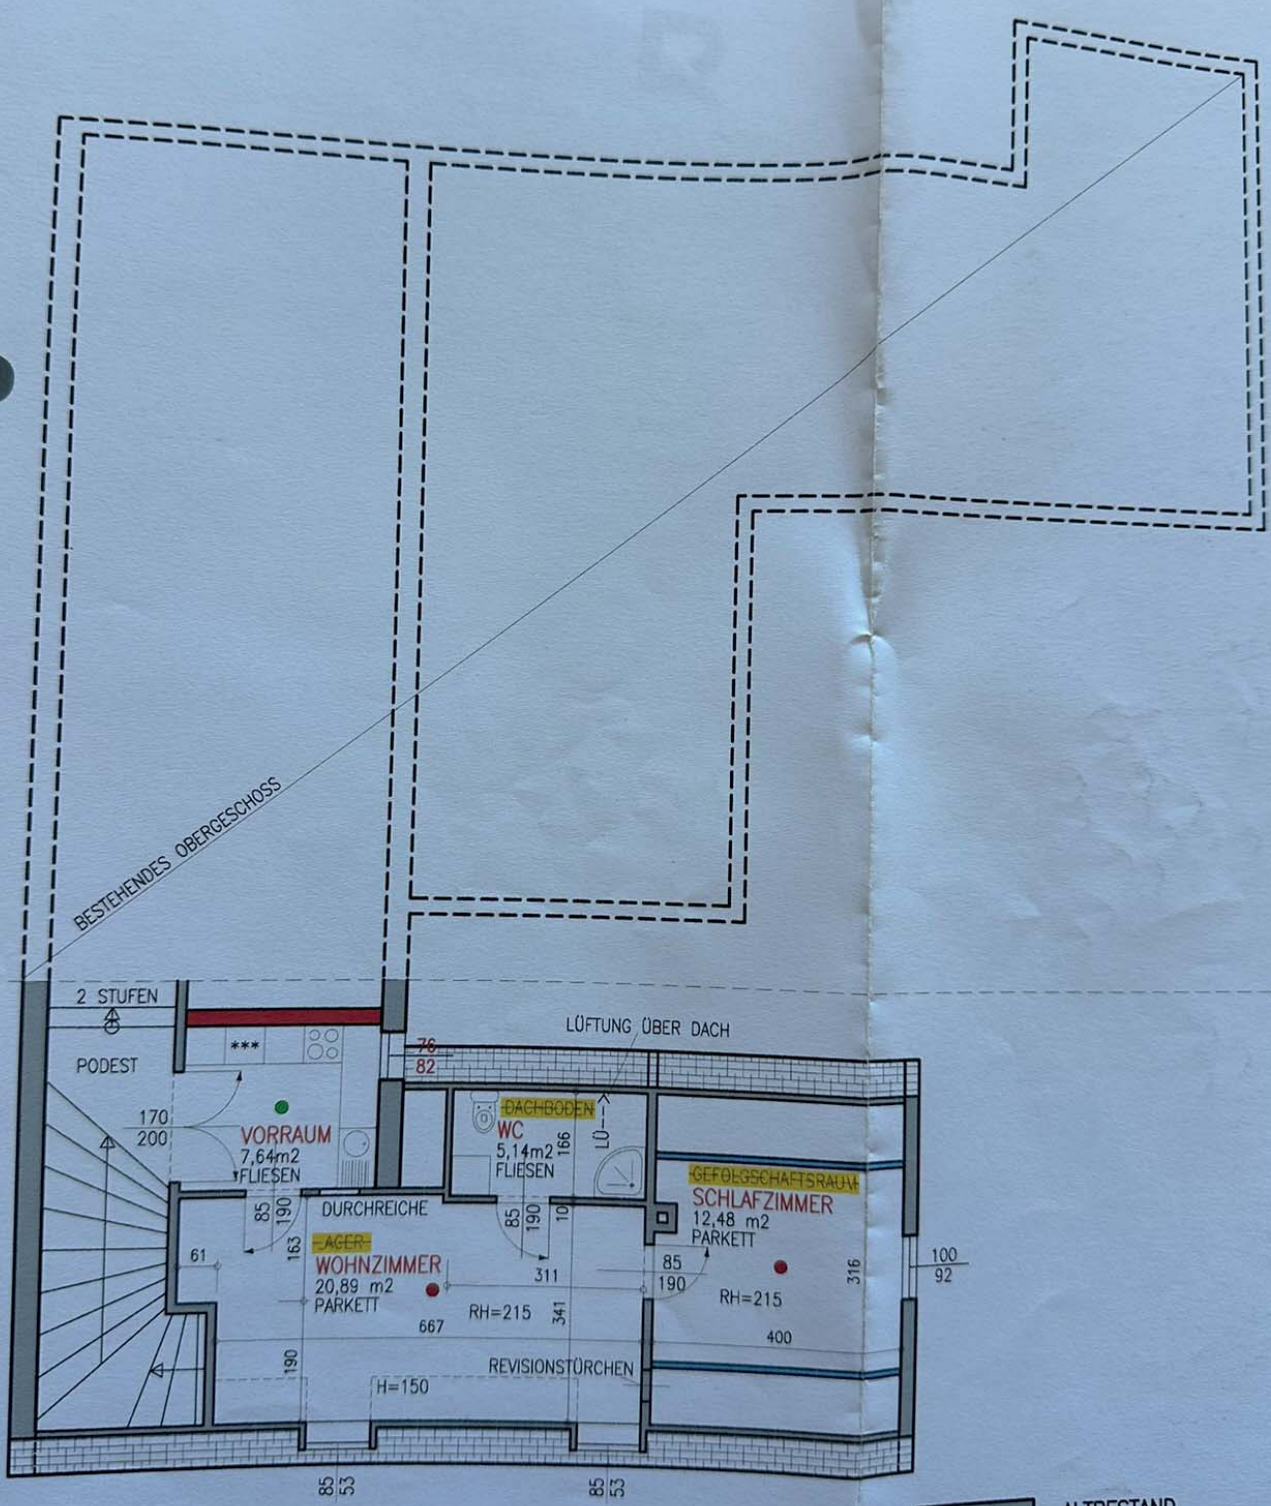 BESTEHENDES OBERGESCHOSS
2 STUFEN
PODEST
170
200
***
VORRAUM
7,64m2
FLIESEN
76
82
LÜFTUNG ÜBER DACH
DACHBODEN
WC
5,14m2
FLIESEN
166
LÜ
GEFOLGSCHAFTSRAUM
SCHLAFZIMMER
12,48 m2
PARKETT
85
190
DURCHREICHE
85
190
10
61
163
LAGER
WOHNZIMMER
20,89 m2
PARKETT
311
RH=215
341
667
85
190
RH=215
316
100
92
400
190
H=150
REVISIONSTÜRCHEN
85
53
85
53